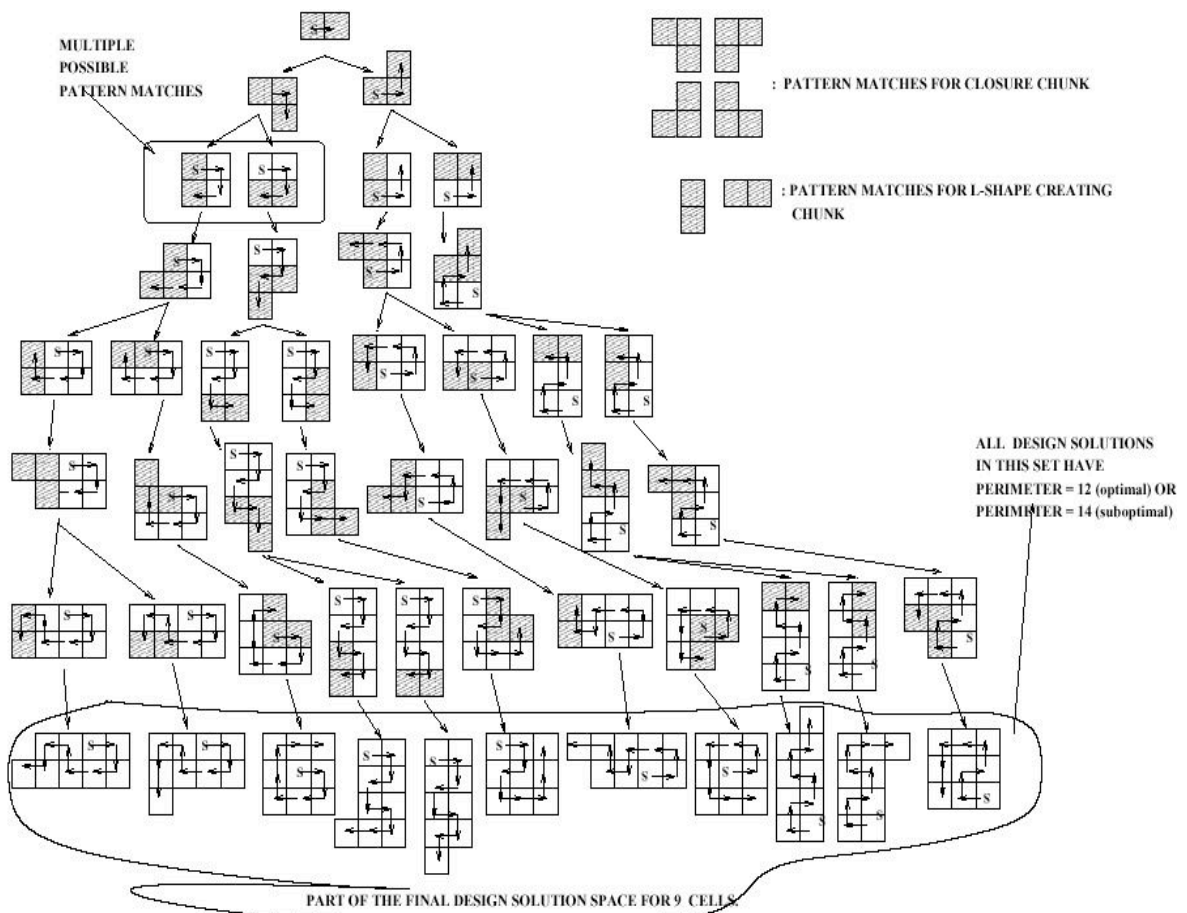 MULTIPLE
POSSIBLE
PATTERN MATCHES
: PATTERN MATCHES FOR CLOSURE CHUNK
: PATTERN MATCHES FOR L-SHAPE CREATING
CHUNK
S
S
S S S S
S S S S
S S S S S S S S
S S S S S S S S
S S S S S S S S S S S
S S S S S S S S S S S
ALL DESIGN SOLUTIONS
IN THIS SET HAVE
PERIMETER = 12 (optimal) OR
PERIMETER = 14 (suboptimal)
PART OF THE FINAL DESIGN SOLUTION SPACE FOR 9 CELLS.